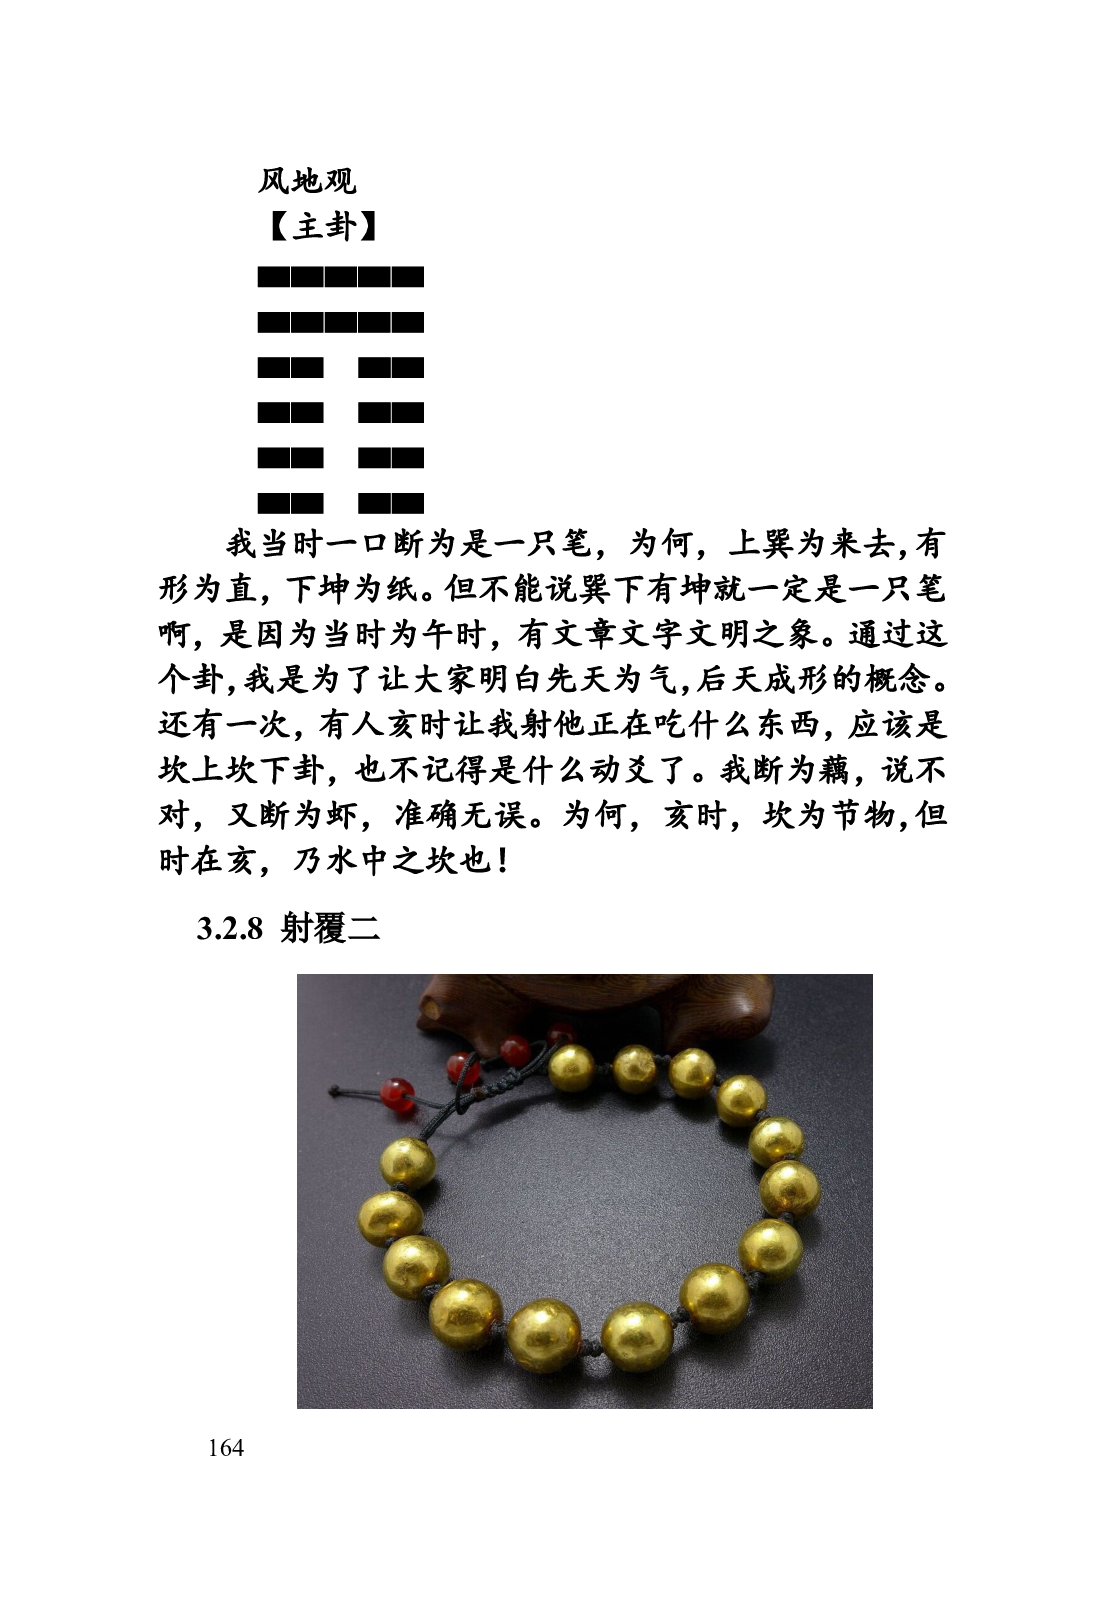 风地观
【主卦】
我当时一口断为是一只笔，为何，上巽为来去，有
形为直，下坤为纸。但不能说巽下有坤就一定是一只笔
啊，是因为当时为午时，有文章文字文明之象。通过这
个卦，我是为了让大家明白先天为气，后天成形的概念。
还有一次，有人亥时让我射他正在吃什么东西，应该是
坎上坎下卦，也不记得是什么动爻了。我断为藕，说不
对，又断为虾，准确无误。为何，亥时，坎为节物，但
时在亥，乃水中之坎也！
3.2.8 射覆二
164